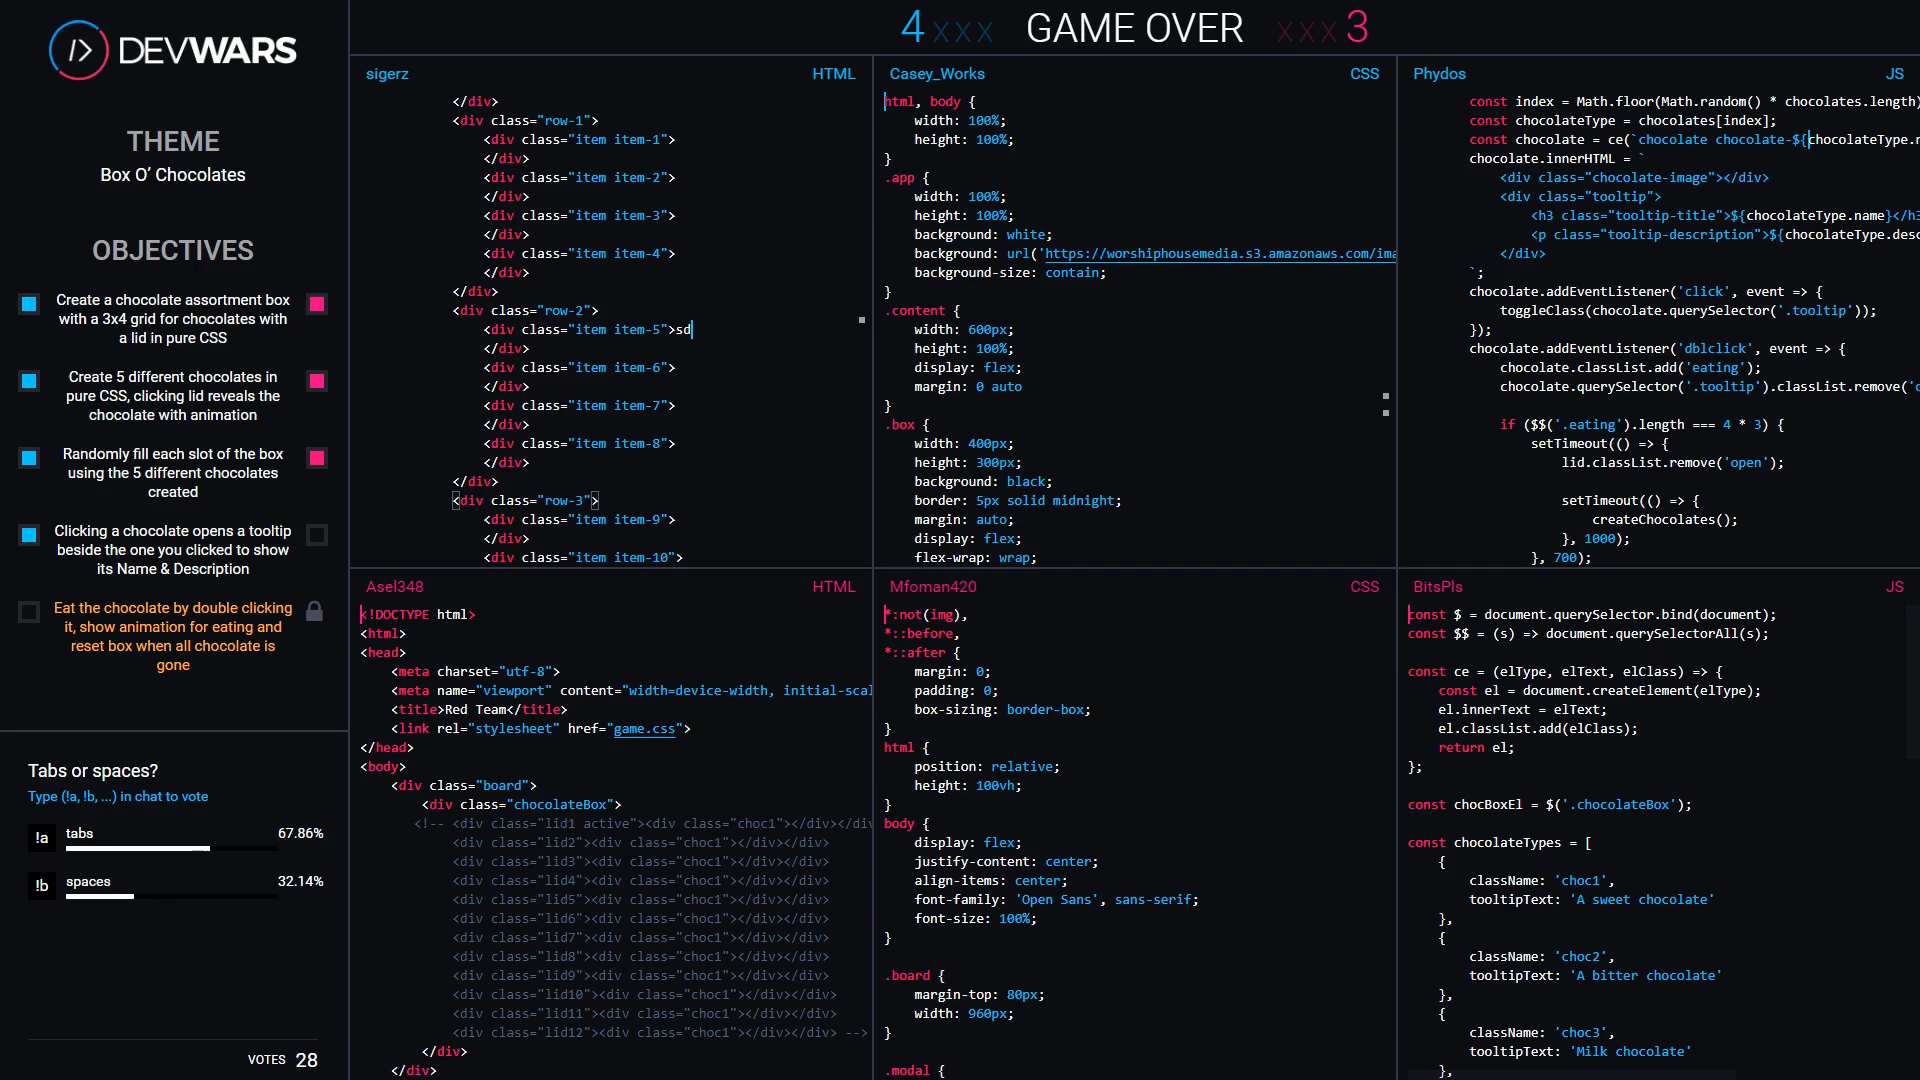 DEVWARS
THEME
Box O’ Chocolates
OBJECTIVES
Create a chocolate assortment box
with a 3x4 grid for chocolates with
a lid in pure CSS
Create 5 different chocolates in
pure CSS, clicking lid reveals the
chocolate with animation
Randomly fill each slot of the box
using the 5 different chocolates
created
Clicking a chocolate opens a tooltip
beside the one you clicked to show
its Name & Description
Eat the chocolate by double clicking
it, show animation for eating and
reset box when all chocolate is
gone
Tabs or spaces?
Type (!a, !b, ...) in chat to vote
!a tabs 67.86%
!b spaces 32.14%
VOTES 28
4 xxx GAME OVER xxx 3
sigerz HTML
</div>
<div class="row-1">
<div class="item item-1">
</div>
<div class="item item-2">
</div>
<div class="item item-3">
</div>
<div class="item item-4">
</div>
</div>
<div class="row-2">
<div class="item item-5">sd
</div>
<div class="item item-6">
</div>
<div class="item item-7">
</div>
<div class="item item-8">
</div>
</div>
<div class="row-3">
<div class="item item-9">
</div>
<div class="item item-10">
Casey_Works CSS
html, body {
width: 100%;
height: 100%;
}
.app {
width: 100%;
height: 100%;
background: white;
background: url('https://worshiphousemedia.s3.amazonaws.com/ima
background-size: contain;
}
.content {
width: 600px;
height: 100%;
display: flex;
margin: 0 auto
}
.box {
width: 400px;
height: 300px;
background: black;
border: 5px solid midnight;
margin: auto;
display: flex;
flex-wrap: wrap;
Phydos JS
const index = Math.floor(Math.random() * chocolates.length)
const chocolateType = chocolates[index];
const chocolate = ce(`chocolate chocolate-${chocolateType.n
chocolate.innerHTML = `
<div class="chocolate-image"></div>
<div class="tooltip">
<h3 class="tooltip-title">${chocolateType.name}</h3
<p class="tooltip-description">${chocolateType.desc
</div>
`;
chocolate.addEventListener('click', event => {
toggleClass(chocolate.querySelector('.tooltip'));
});
chocolate.addEventListener('dblclick', event => {
chocolate.classList.add('eating');
chocolate.querySelector('.tooltip').classList.remove('o
if ($$('.eating').length === 4 * 3) {
setTimeout(() => {
lid.classList.remove('open');
setTimeout(() => {
createChocolates();
}, 1000);
}, 700);
Asel348 HTML
<!DOCTYPE html>
<html>
<head>
<meta charset="utf-8">
<meta name="viewport" content="width=device-width, initial-scal
<title>Red Team</title>
<link rel="stylesheet" href="game.css">
</head>
<body>
<div class="board">
<div class="chocolateBox">
<!-- <div class="lid1 active"><div class="choc1"></div></div
<div class="lid2"><div class="choc1"></div></div>
<div class="lid3"><div class="choc1"></div></div>
<div class="lid4"><div class="choc1"></div></div>
<div class="lid5"><div class="choc1"></div></div>
<div class="lid6"><div class="choc1"></div></div>
<div class="lid7"><div class="choc1"></div></div>
<div class="lid8"><div class="choc1"></div></div>
<div class="lid9"><div class="choc1"></div></div>
<div class="lid10"><div class="choc1"></div></div>
<div class="lid11"><div class="choc1"></div></div>
<div class="lid12"><div class="choc1"></div></div> -->
</div>
</div>
Mfoman420 CSS
*:not(img),
*::before,
*::after {
margin: 0;
padding: 0;
box-sizing: border-box;
}
html {
position: relative;
height: 100vh;
}
body {
display: flex;
justify-content: center;
align-items: center;
font-family: 'Open Sans', sans-serif;
font-size: 100%;
}
.board {
margin-top: 80px;
width: 960px;
}
.modal {
BitsPls JS
const $ = document.querySelector.bind(document);
const $$ = (s) => document.querySelectorAll(s);
const ce = (elType, elText, elClass) => {
const el = document.createElement(elType);
el.innerText = elText;
el.classList.add(elClass);
return el;
};
const chocBoxEl = $('.chocolateBox');
const chocolateTypes = [
{
className: 'choc1',
tooltipText: 'A sweet chocolate'
},
{
className: 'choc2',
tooltipText: 'A bitter chocolate'
},
{
className: 'choc3',
tooltipText: 'Milk chocolate'
},